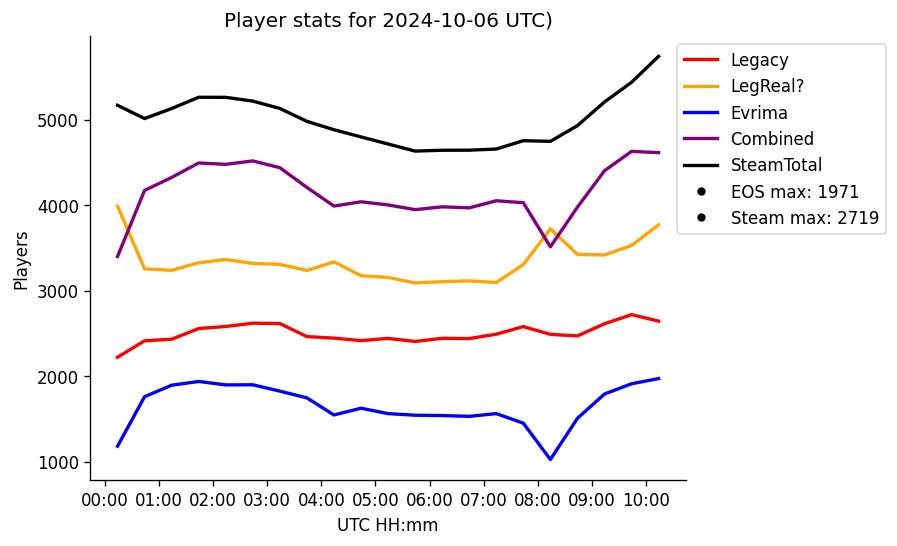 Player stats for 2024-10-06 UTC)
Legacy
LegReal?
Evrima
Combined
SteamTotal
EOS max: 1971
Steam max: 2719
Players
5000
4000
3000
2000
1000
00:00 01:00 02:00 03:00 04:00 05:00 06:00 07:00 08:00 09:00 10:00
UTC HH:mm